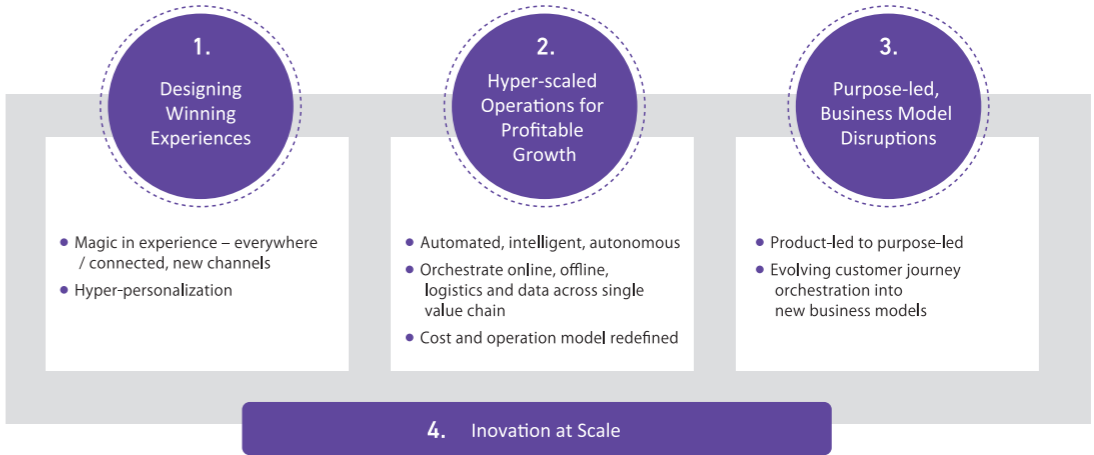 1.
Designing
Winning
Experiences
• Magic in experience – everywhere
/ connected, new channels
• Hyper-personalization
2.
Hyper-scaled
Operations for
Profitable
Growth
• Automated, intelligent, autonomous
• Orchestrate online, offline,
logistics and data across single
value chain
• Cost and operation model redefined
3.
Purpose-led,
Business Model
Disruptions
• Product-led to purpose-led
• Evolving customer journey
orchestration into
new business models
4. Inovation at Scale